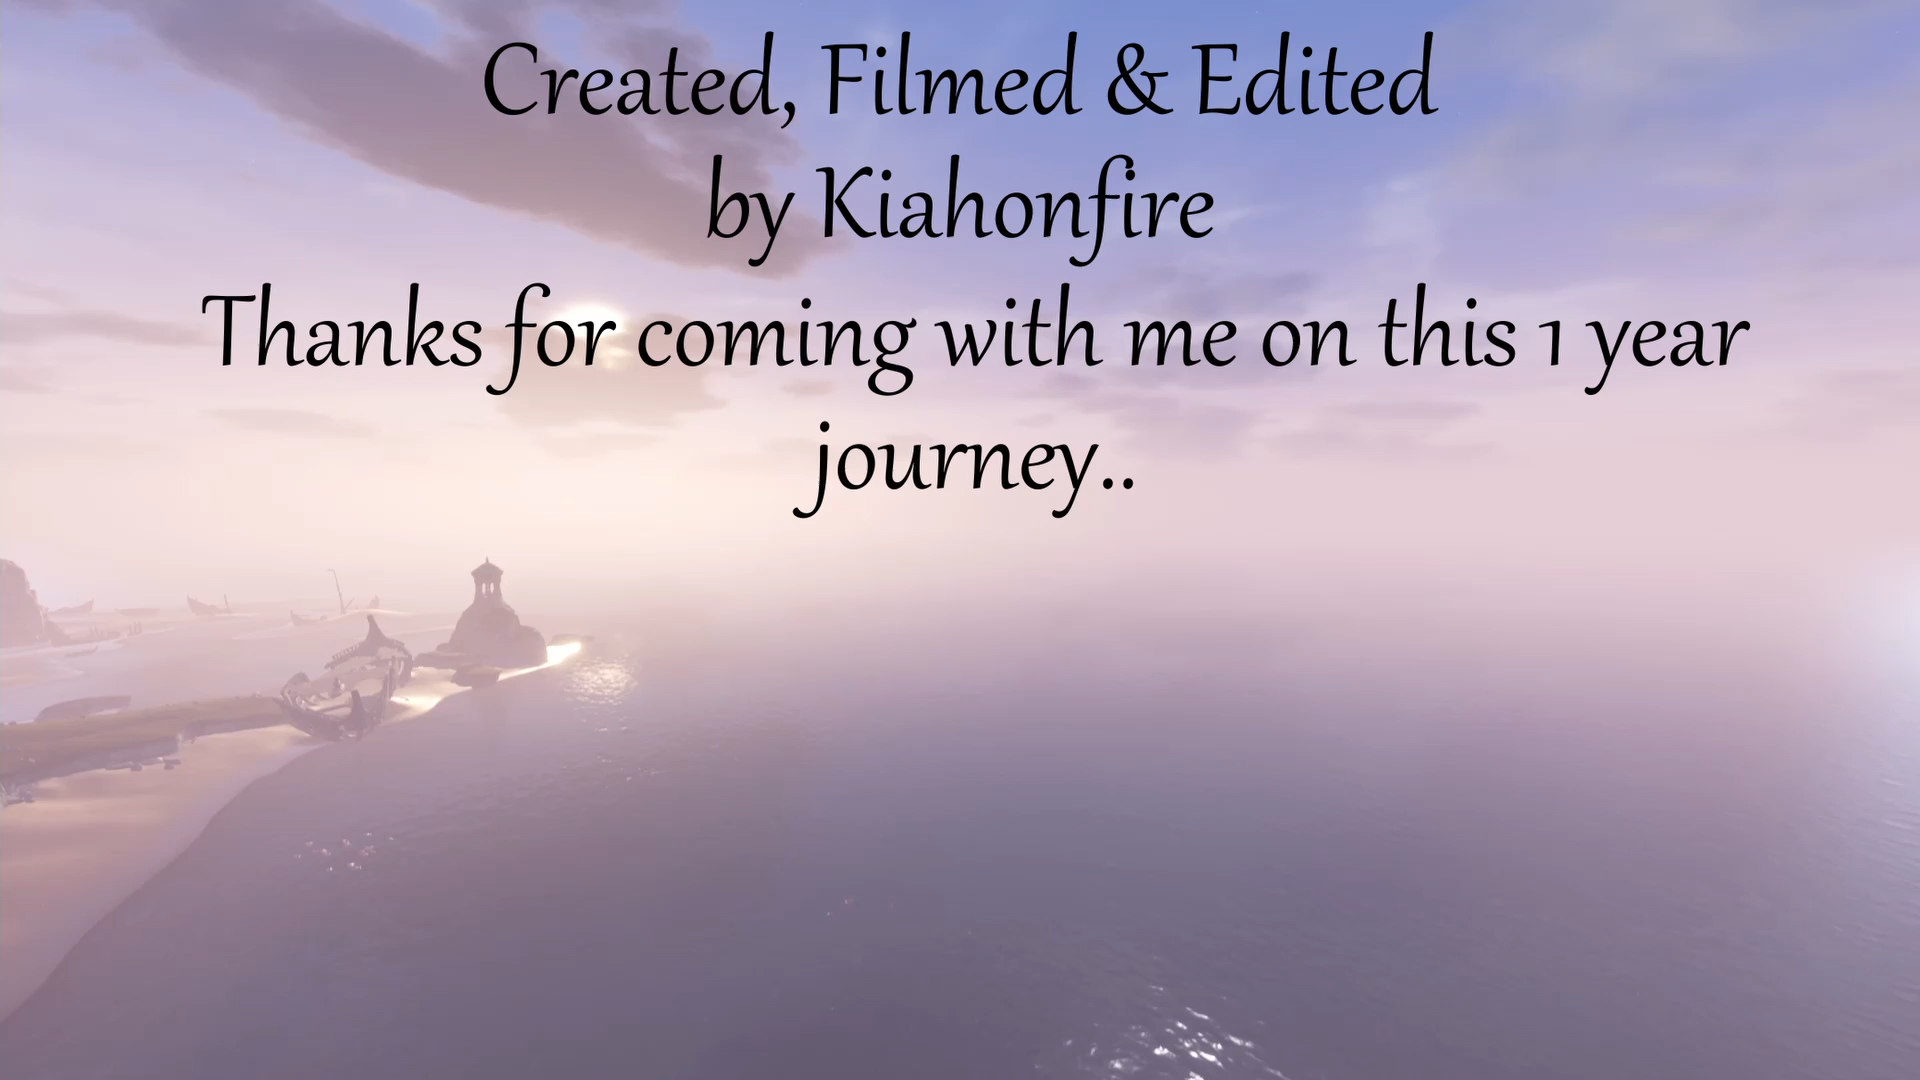 Created, Filmed & Edited
by Kiahonfire
Thanks for coming with me on this 1 year
journey..